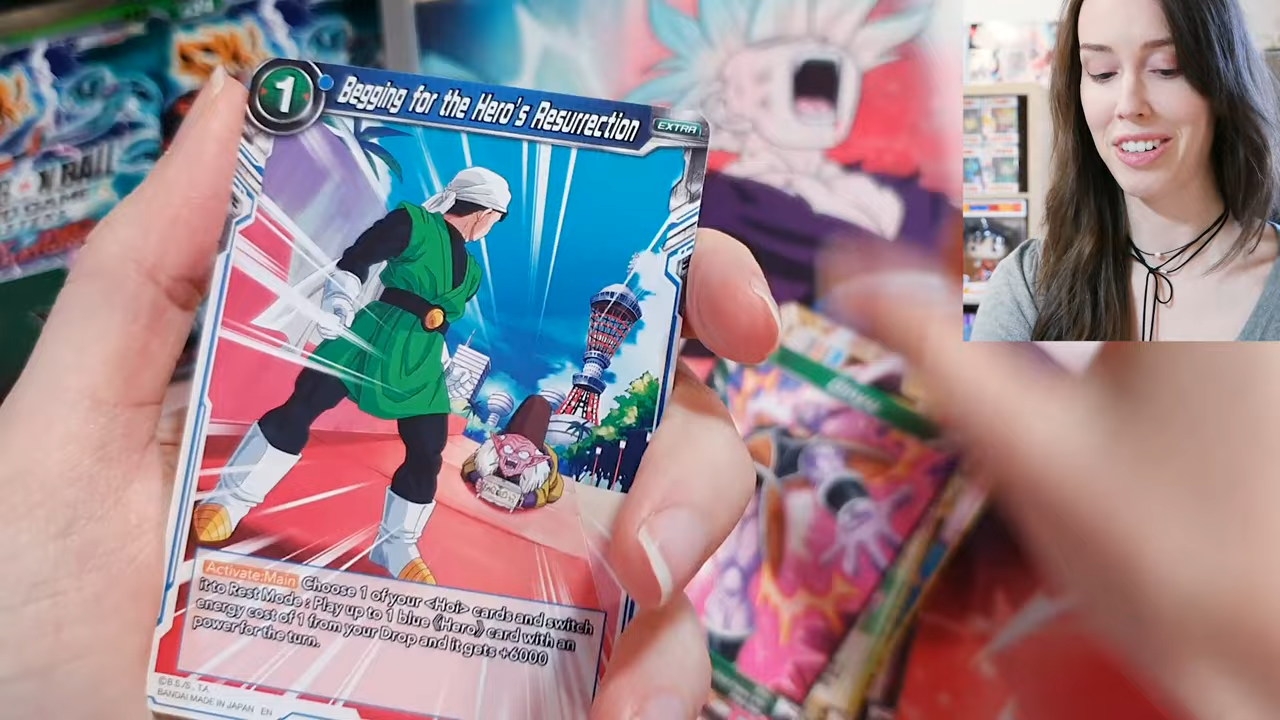 1
Begging for the Hero's Resurrection
EXTRA
Activate:Main Choose 1 of your <Hoi> cards and switch
it to Rest Mode : Play up to 1 blue 《Hero》 card with an
energy cost of 1 from your Drop and it gets +6000
power for the turn.
©B.S./S., T.A.
BANDAI MADE IN JAPAN EN